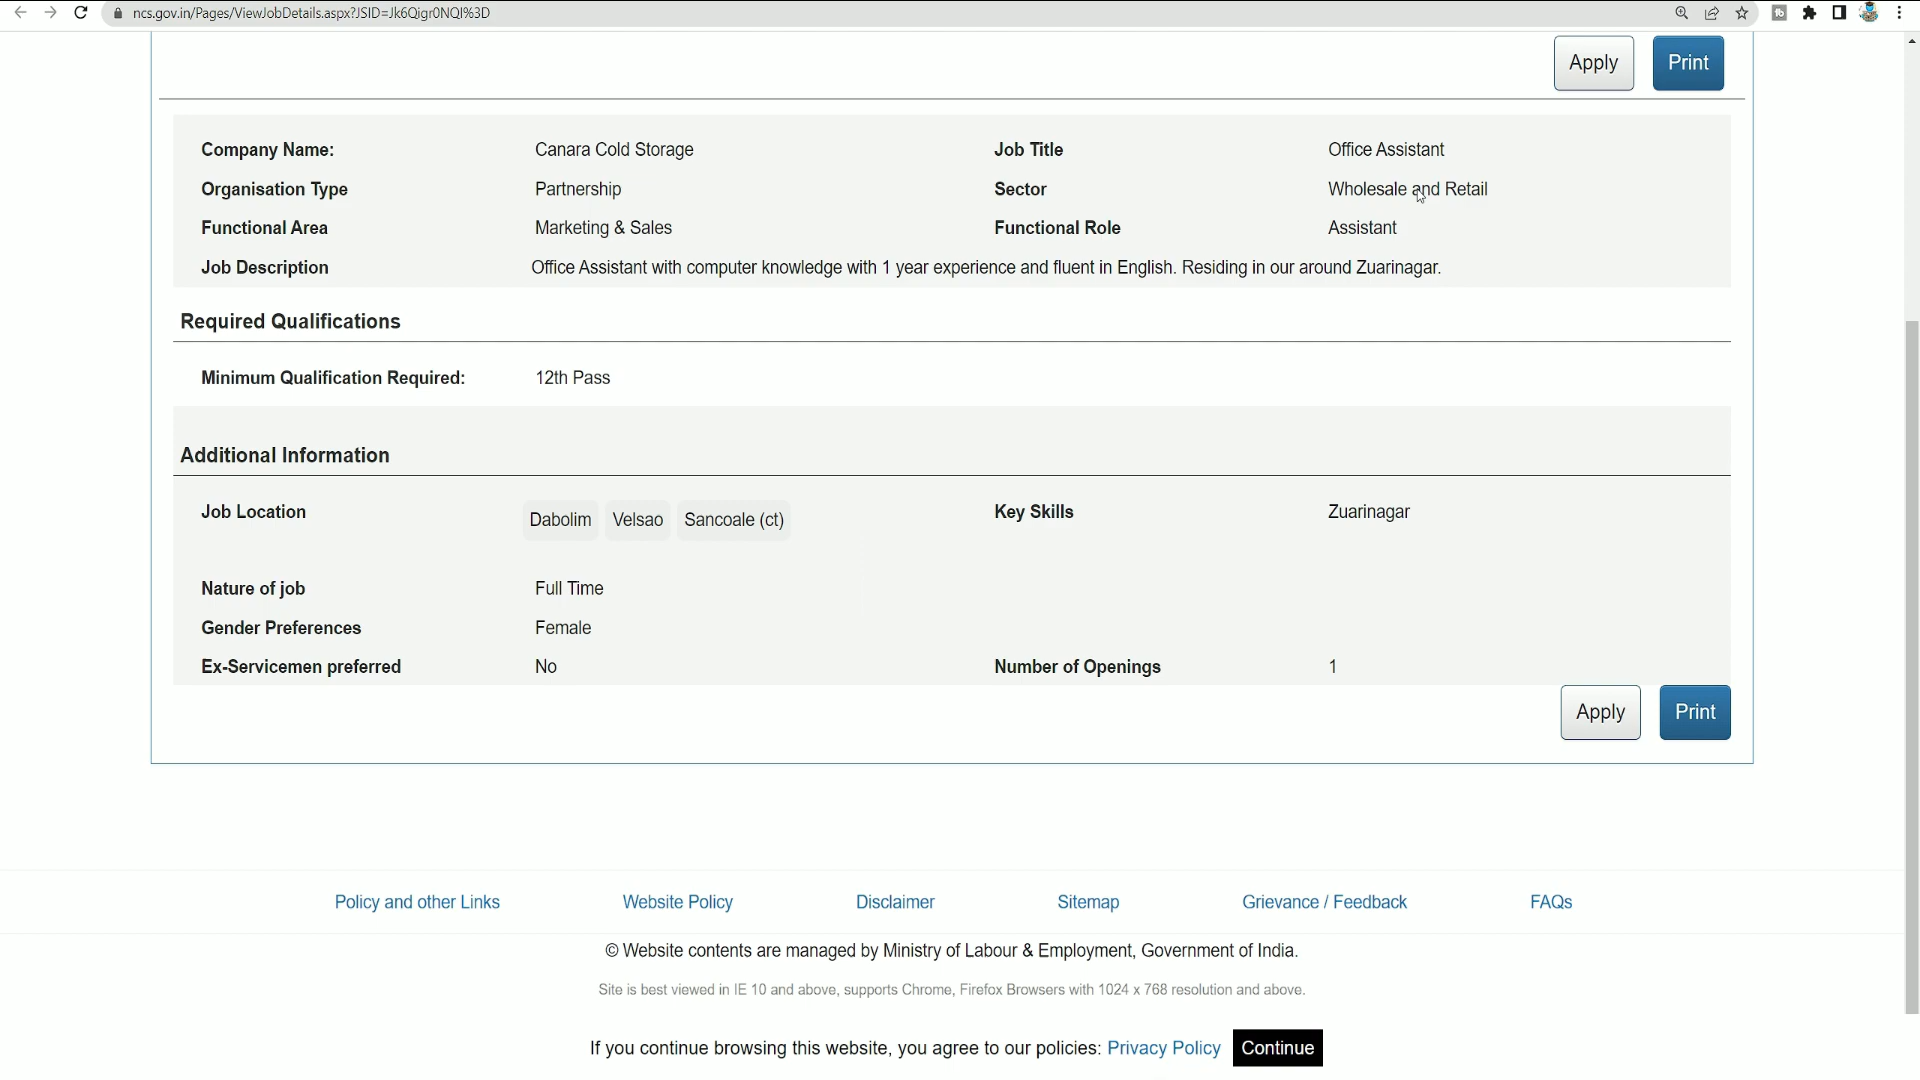 ncs.gov.in/Pages/ViewJobDetails.aspx?JSID=Jk6Qigr0NQI%3D
Apply Print
Company Name: Canara Cold Storage Job Title Office Assistant
Organisation Type Partnership Sector Wholesale and Retail
Functional Area Marketing & Sales Functional Role Assistant
Job Description Office Assistant with computer knowledge with 1 year experience and fluent in English. Residing in our around Zuarinagar.
Required Qualifications
Minimum Qualification Required: 12th Pass
Additional Information
Job Location Dabolim Velsao Sancoale (ct) Key Skills Zuarinagar
Nature of job Full Time
Gender Preferences Female
Ex-Servicemen preferred No Number of Openings 1
Apply Print
Policy and other Links Website Policy Disclaimer Sitemap Grievance / Feedback FAQs
© Website contents are managed by Ministry of Labour & Employment, Government of India.
Site is best viewed in IE 10 and above, supports Chrome, Firefox Browsers with 1024 x 768 resolution and above.
If you continue browsing this website, you agree to our policies: Privacy Policy Continue